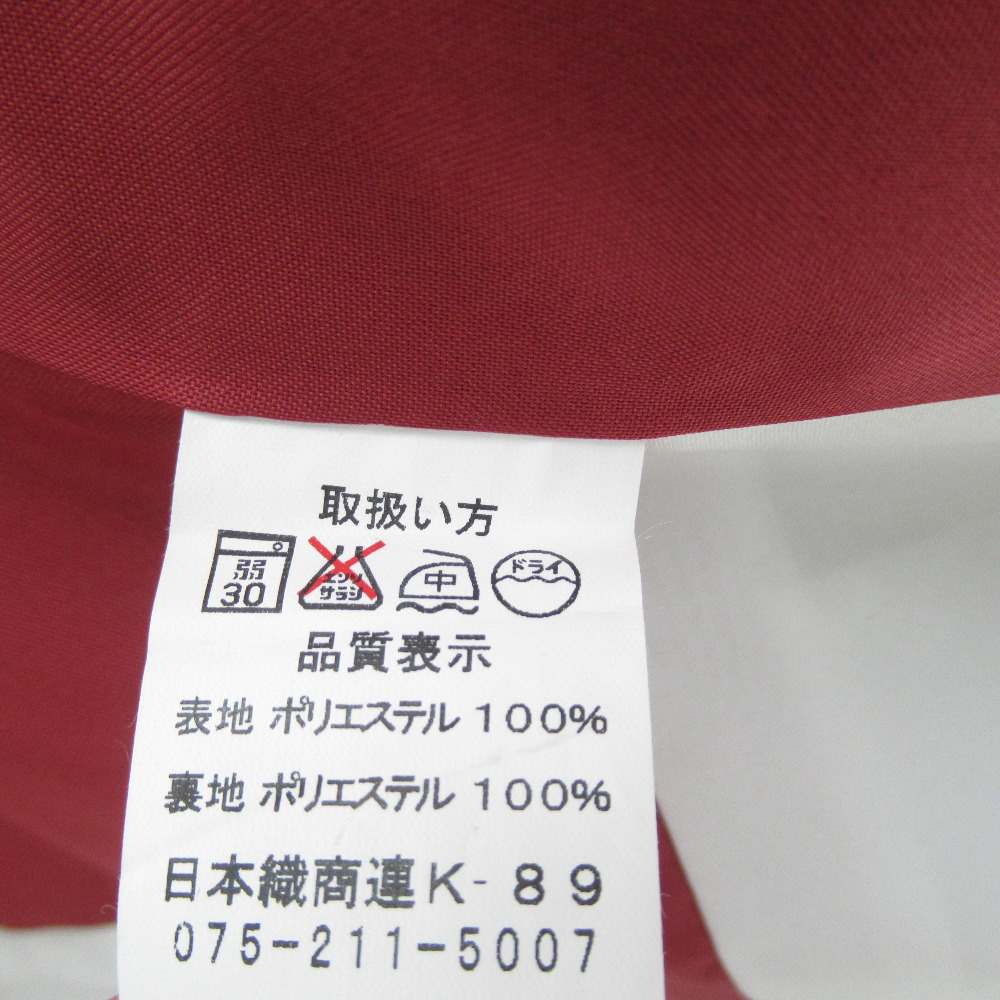 取扱い方
弱 30 エンソ サラシ 中 ドライ
品質表示
表地 ポリエステル 100%
裏地 ポリエステル 100%
日本織商連K-89
075-211-5007